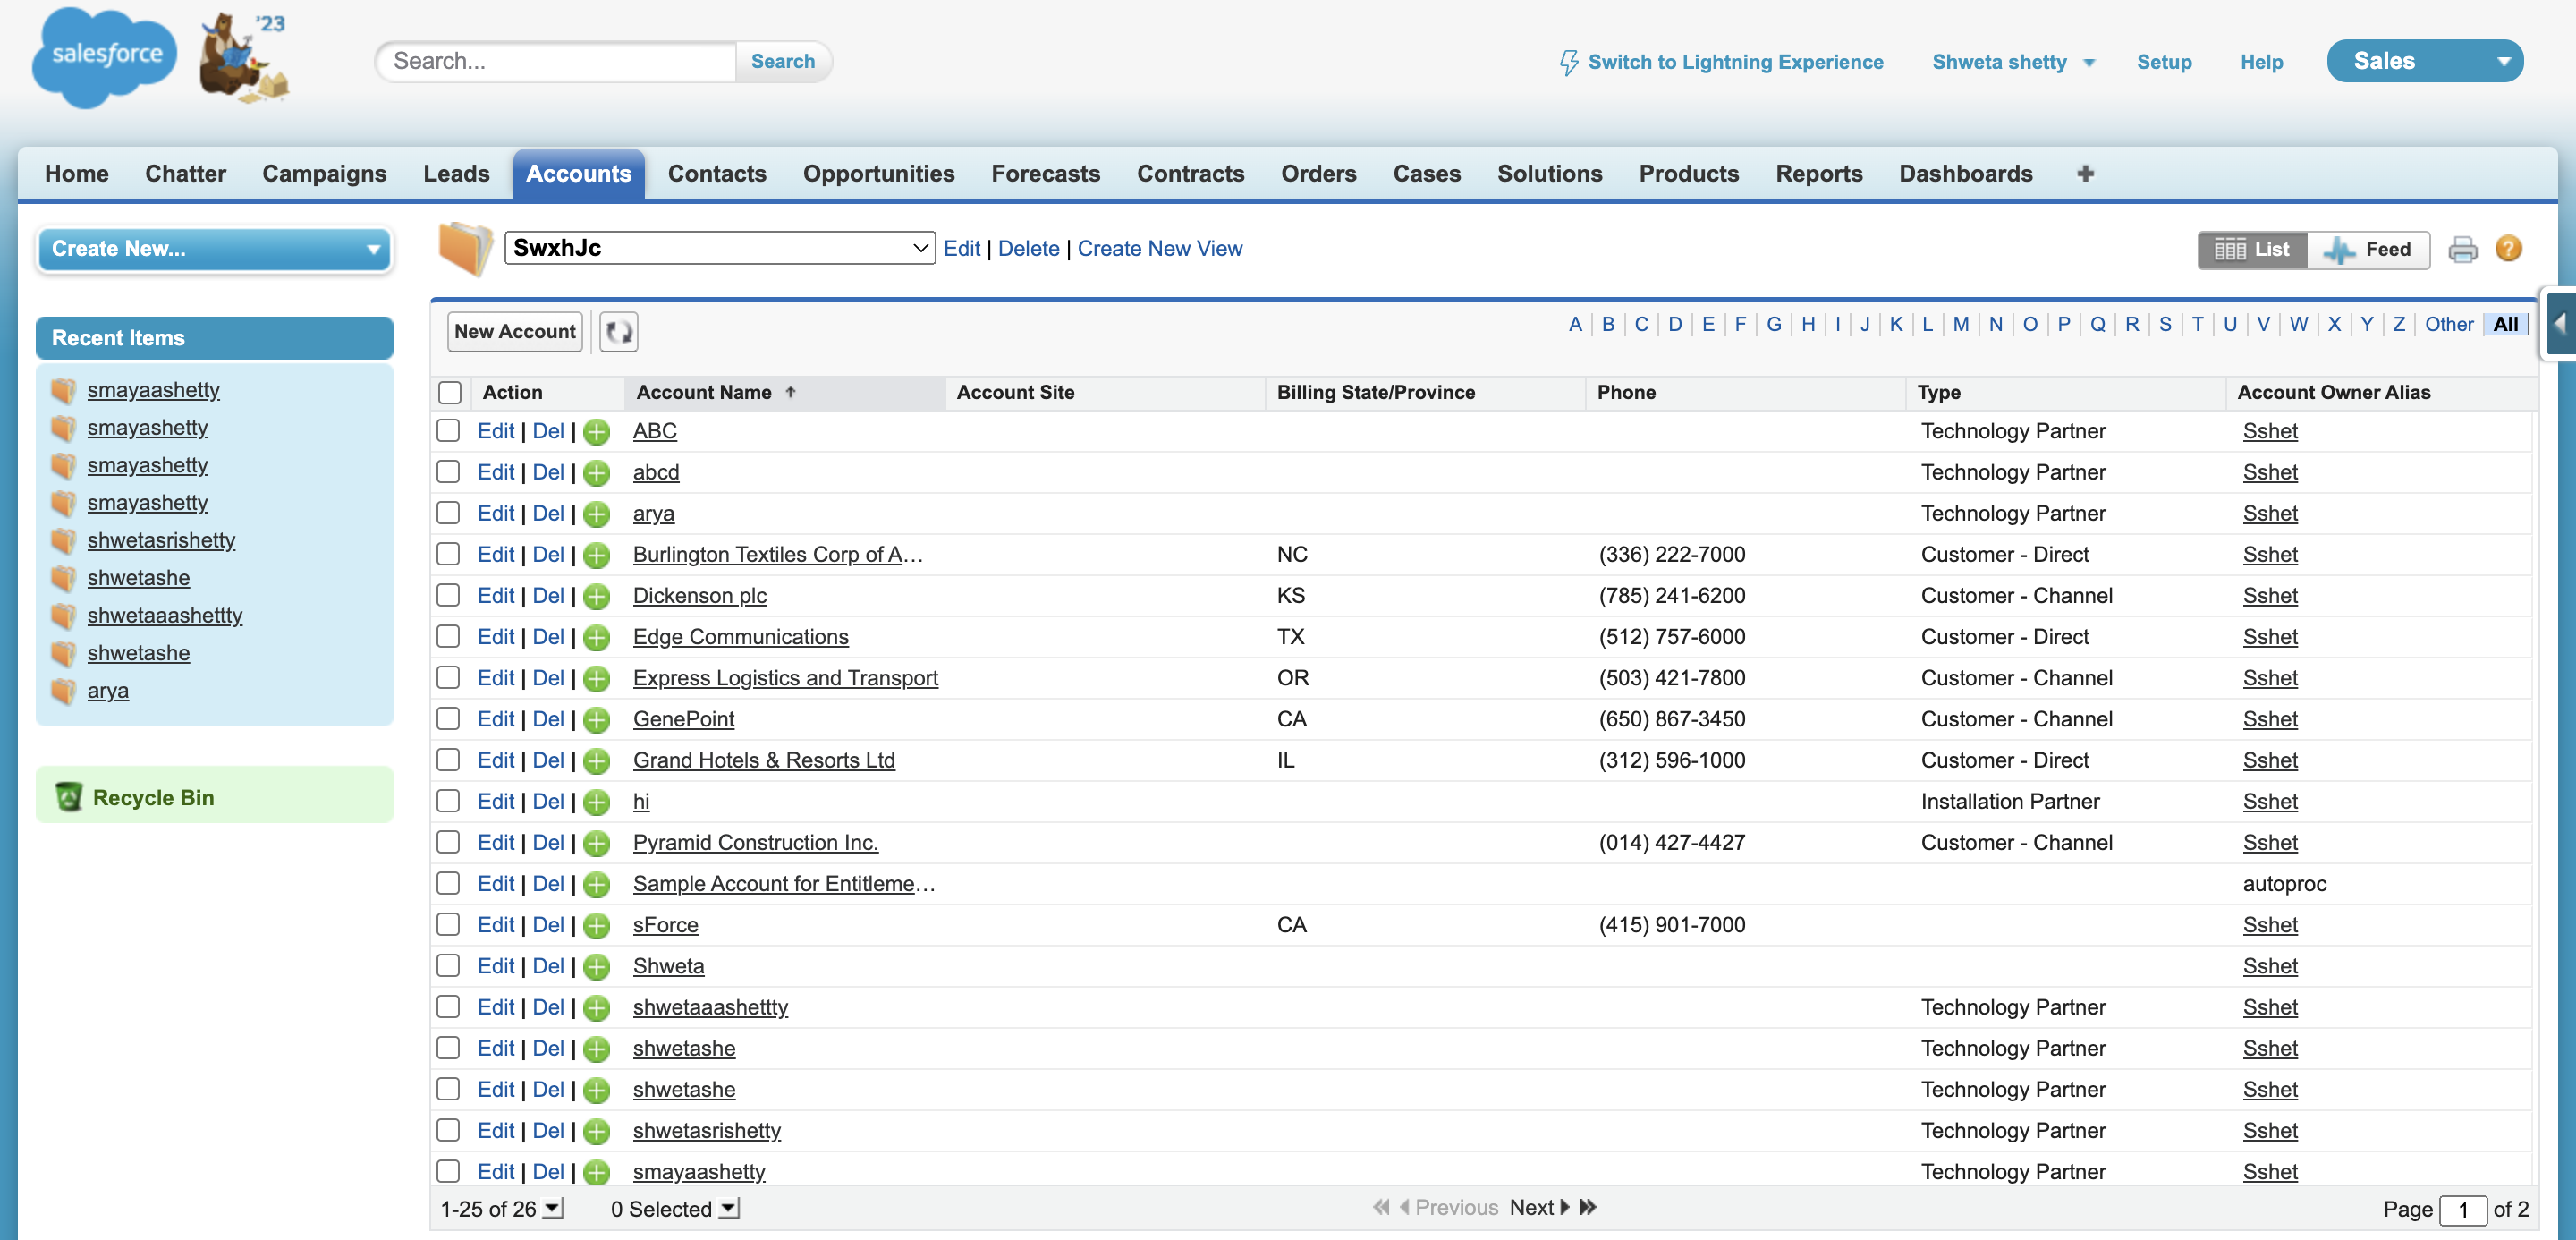 salesforce
'23
Search...
Search
Switch to Lightning Experience
Shweta shetty
Setup
Help
Sales
Home Chatter Campaigns Leads Accounts Contacts Opportunities Forecasts Contracts Orders Cases Solutions Products Reports Dashboards +
Create New...
Recent Items
smayaashetty
smayashetty
smayashetty
smayashetty
shwetasrishetty
shwetashe
shwetaaashettty
shwetashe
arya
Recycle Bin
SwxhJc
Edit | Delete | Create New View
List Feed ?
New Account
A | B | C | D | E | F | G | H | I | J | K | L | M | N | O | P | Q | R | S | T | U | V | W | X | Y | Z | Other | All |
Action Account Name ↑ Account Site Billing State/Province Phone Type Account Owner Alias
Edit | Del | ABC Technology Partner Sshet
Edit | Del | abcd Technology Partner Sshet
Edit | Del | arya Technology Partner Sshet
Edit | Del | Burlington Textiles Corp of A... NC (336) 222-7000 Customer - Direct Sshet
Edit | Del | Dickenson plc KS (785) 241-6200 Customer - Channel Sshet
Edit | Del | Edge Communications TX (512) 757-6000 Customer - Direct Sshet
Edit | Del | Express Logistics and Transport OR (503) 421-7800 Customer - Channel Sshet
Edit | Del | GenePoint CA (650) 867-3450 Customer - Channel Sshet
Edit | Del | Grand Hotels & Resorts Ltd IL (312) 596-1000 Customer - Direct Sshet
Edit | Del | hi Installation Partner Sshet
Edit | Del | Pyramid Construction Inc. (014) 427-4427 Customer - Channel Sshet
Edit | Del | Sample Account for Entitleme... autoproc
Edit | Del | sForce CA (415) 901-7000 Sshet
Edit | Del | Shweta Sshet
Edit | Del | shwetaaashettty Technology Partner Sshet
Edit | Del | shwetashe Technology Partner Sshet
Edit | Del | shwetashe Technology Partner Sshet
Edit | Del | shwetasrishetty Technology Partner Sshet
Edit | Del | smayaashetty Technology Partner Sshet
1-25 of 26 0 Selected Previous Next Page 1 of 2